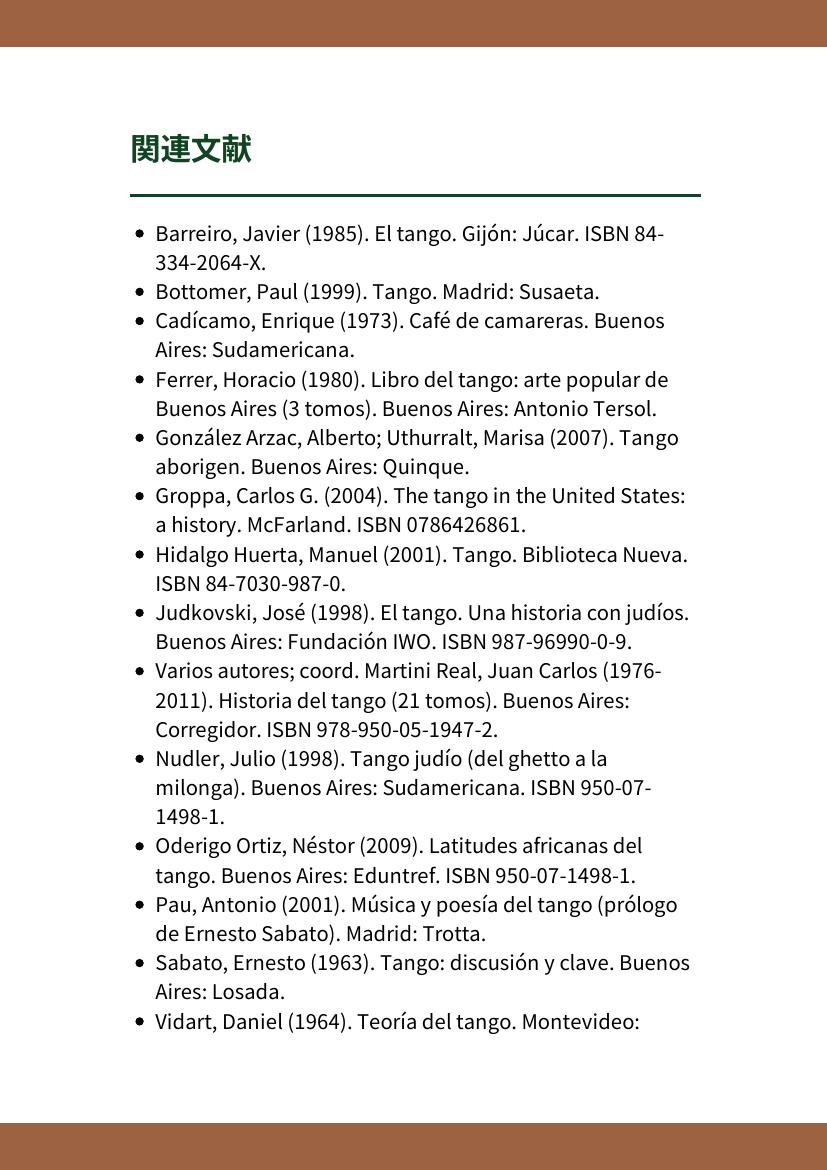 関連文献
• Barreiro, Javier (1985). El tango. Gijón: Júcar. ISBN 84-
334-2064-X.
• Bottomer, Paul (1999). Tango. Madrid: Susaeta.
• Cadícamo, Enrique (1973). Café de camareras. Buenos
Aires: Sudamericana.
• Ferrer, Horacio (1980). Libro del tango: arte popular de
Buenos Aires (3 tomos). Buenos Aires: Antonio Tersol.
• González Arzac, Alberto; Uthurralt, Marisa (2007). Tango
aborigen. Buenos Aires: Quinque.
• Groppa, Carlos G. (2004). The tango in the United States:
a history. McFarland. ISBN 0786426861.
• Hidalgo Huerta, Manuel (2001). Tango. Biblioteca Nueva.
ISBN 84-7030-987-0.
• Judkovski, José (1998). El tango. Una historia con judíos.
Buenos Aires: Fundación IWO. ISBN 987-96990-0-9.
• Varios autores; coord. Martini Real, Juan Carlos (1976-
2011). Historia del tango (21 tomos). Buenos Aires:
Corregidor. ISBN 978-950-05-1947-2.
• Nudler, Julio (1998). Tango judío (del ghetto a la
milonga). Buenos Aires: Sudamericana. ISBN 950-07-
1498-1.
• Oderigo Ortiz, Néstor (2009). Latitudes africanas del
tango. Buenos Aires: Eduntref. ISBN 950-07-1498-1.
• Pau, Antonio (2001). Música y poesía del tango (prólogo
de Ernesto Sabato). Madrid: Trotta.
• Sabato, Ernesto (1963). Tango: discusión y clave. Buenos
Aires: Losada.
• Vidart, Daniel (1964). Teoría del tango. Montevideo: